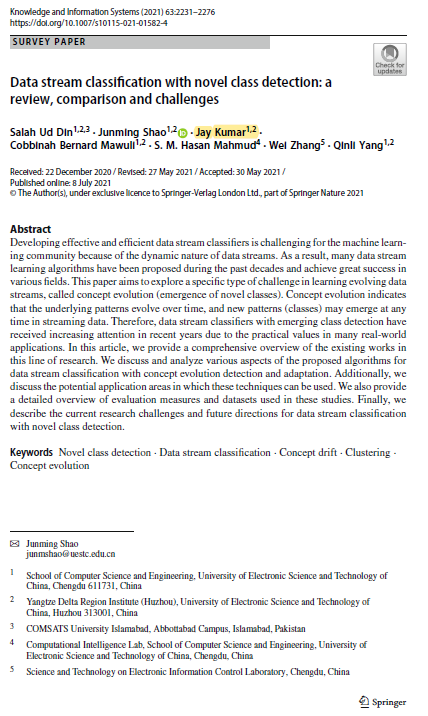 Knowledge and Information Systems (2021) 63:2231–2276
https://doi.org/10.1007/s10115-021-01582-4
SURVEY PAPER
Check for
updates
Data stream classification with novel class detection: a
review, comparison and challenges
Salah Ud Din1,2,3 · Junming Shao1,2 · Jay Kumar1,2 ·
Cobbinah Bernard Mawuli1,2 · S. M. Hasan Mahmud4 · Wei Zhang5 · Qinli Yang1,2
Received: 22 December 2020 / Revised: 27 May 2021 / Accepted: 30 May 2021 /
Published online: 8 July 2021
© The Author(s), under exclusive licence to Springer-Verlag London Ltd., part of Springer Nature 2021
Abstract
Developing effective and efficient data stream classifiers is challenging for the machine learn-
ing community because of the dynamic nature of data streams. As a result, many data stream
learning algorithms have been proposed during the past decades and achieve great success in
various fields. This paper aims to explore a specific type of challenge in learning evolving data
streams, called concept evolution (emergence of novel classes). Concept evolution indicates
that the underlying patterns evolve over time, and new patterns (classes) may emerge at any
time in streaming data. Therefore, data stream classifiers with emerging class detection have
received increasing attention in recent years due to the practical values in many real-world
applications. In this article, we provide a comprehensive overview of the existing works in
this line of research. We discuss and analyze various aspects of the proposed algorithms for
data stream classification with concept evolution detection and adaptation. Additionally, we
discuss the potential application areas in which these techniques can be used. We also provide
a detailed overview of evaluation measures and datasets used in these studies. Finally, we
describe the current research challenges and future directions for data stream classification
with novel class detection.
Keywords Novel class detection · Data stream classification · Concept drift · Clustering ·
Concept evolution
✉ Junming Shao
junmshao@uestc.edu.cn
1 School of Computer Science and Engineering, University of Electronic Science and Technology of
China, Chengdu 611731, China
2 Yangtze Delta Region Institute (Huzhou), University of Electronic Science and Technology of
China, Huzhou 313001, China
3 COMSATS University Islamabad, Abbottabad Campus, Islamabad, Pakistan
4 Computational Intelligence Lab, School of Computer Science and Engineering, University of
Electronic Science and Technology of China, Chengdu, China
5 Science and Technology on Electronic Information Control Laboratory, Chengdu, China
Springer